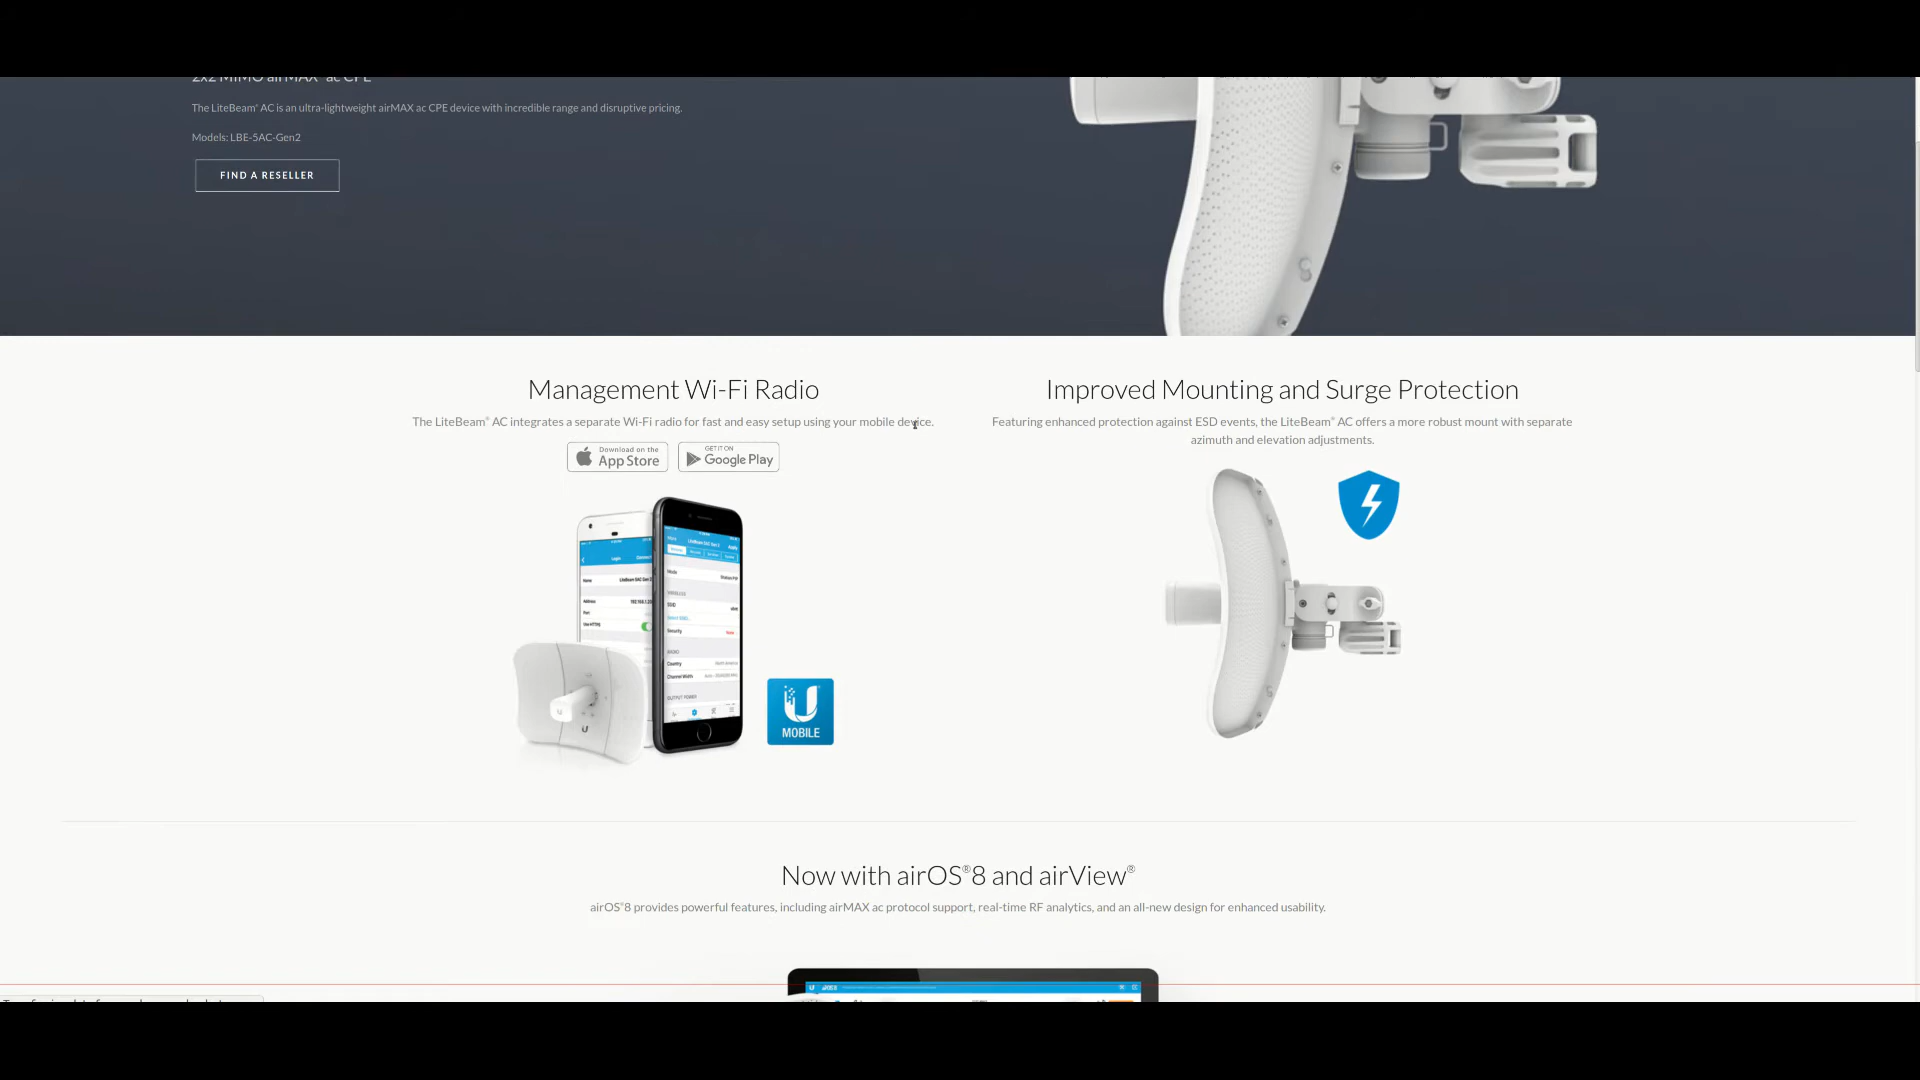 2x2 MIMO airMAX® ac CPE
The LiteBeam® AC is an ultra-lightweight airMAX ac CPE device with incredible range and disruptive pricing.
Models: LBE-5AC-Gen2
FIND A RESELLER
Management Wi-Fi Radio
The LiteBeam® AC integrates a separate Wi-Fi radio for fast and easy setup using your mobile device.
Download on the
App Store
GET IT ON
Google Play
MOBILE
Improved Mounting and Surge Protection
Featuring enhanced protection against ESD events, the LiteBeam® AC offers a more robust mount with separate
azimuth and elevation adjustments.
Now with airOS®8 and airView®
airOS®8 provides powerful features, including airMAX ac protocol support, real-time RF analytics, and an all-new design for enhanced usability.